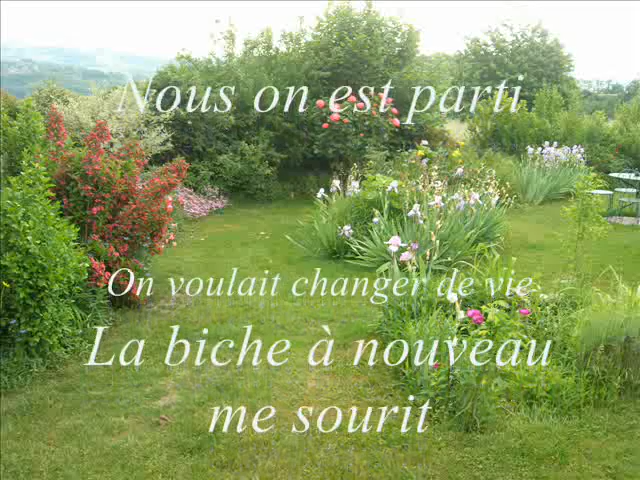 Nous on est parti
On voulait changer de vie
La biche à nouveau
me sourit